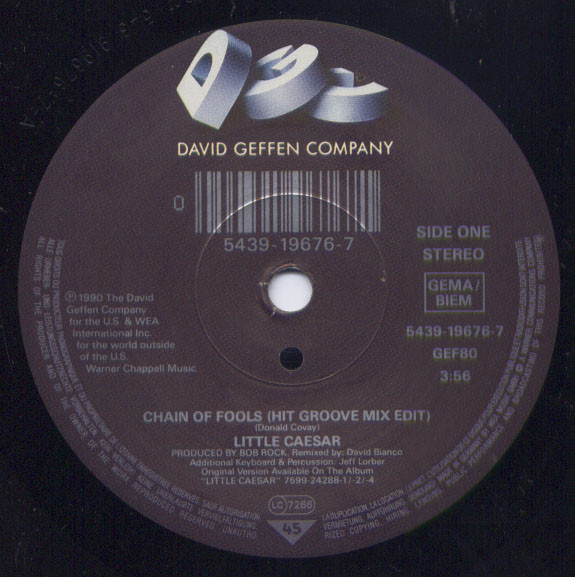 DGC
DAVID GEFFEN COMPANY
0
5439-19676-7
SIDE ONE
STEREO
GEMA/
BIEM
5439-19676-7
GEF80
3:56
℗ 1990 The David
Geffen Company
for the U.S. & WEA
International Inc.
for the world outside
of the U.S.
Warner Chappell Music
CHAIN OF FOOLS (HIT GROOVE MIX EDIT)
(Donald Covay)
LITTLE CAESAR
PRODUCED BY BOB ROCK. Remixed by: David Bianco
Additional Keyboard & Percussion: Jeff Lorber
Original Version Available On The Album
"LITTLE CAESAR" 7599-24288-1/-2/-4
LC 7266
45